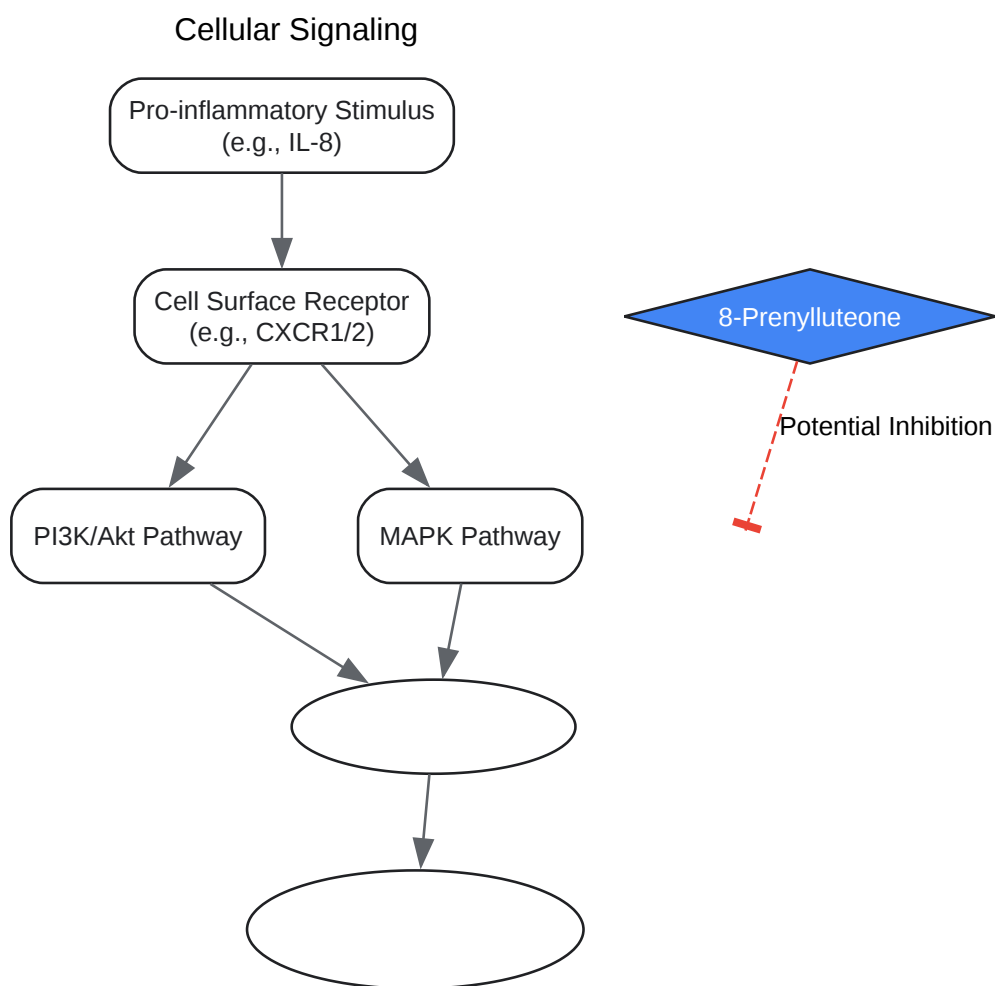 Cellular Signaling
Pro-inflammatory Stimulus
(e.g., IL-8)
Cell Surface Receptor
(e.g., CXCR1/2)
8-Prenylluteone
Potential Inhibition
PI3K/Akt Pathway
MAPK Pathway